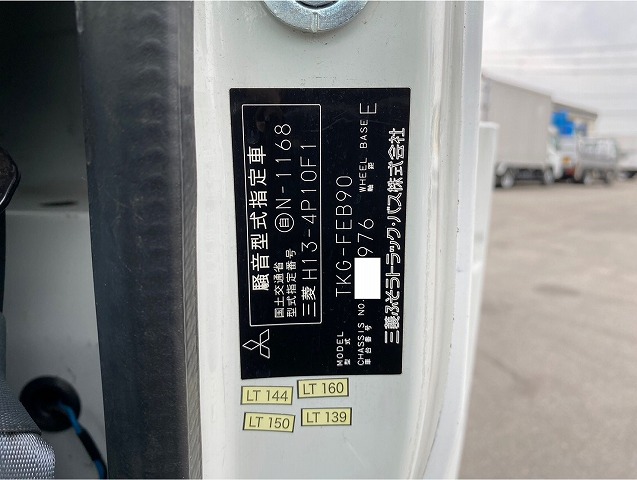 騒音型式指定車
国土交通省
型式指定番号
自N-1168
三菱 H13-4P10F1
MODEL
型式
TKG-FEB90
CHASSIS NO.
車台番号
976
WHEEL BASE
軸距
E
三菱ふそうトラック・バス株式会社
LT 144
LT 160
LT 150
LT 139